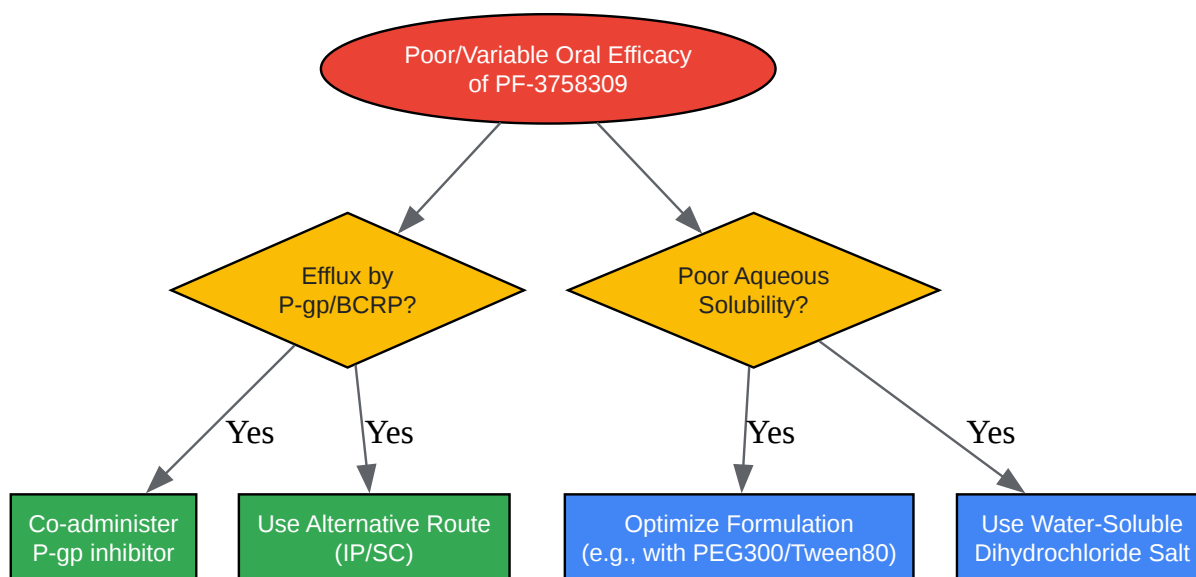 Poor/Variable Oral Efficacy
of PF-3758309
Efflux by
P-gp/BCRP?
Poor Aqueous
Solubility?
Yes
Yes
Yes
Yes
Co-administer
P-gp inhibitor
Use Alternative Route
(IP/SC)
Optimize Formulation
(e.g., with PEG300/Tween80)
Use Water-Soluble
Dihydrochloride Salt